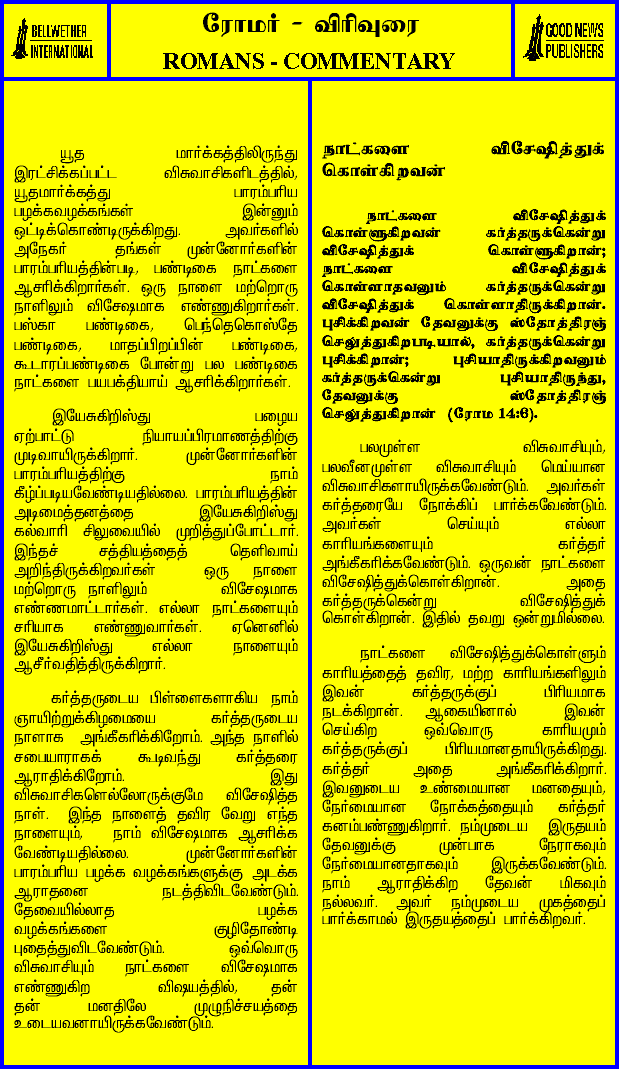 BELLWETHER
INTERNATIONAL
ரோமர் - விரிவுரை
ROMANS - COMMENTARY
GOOD NEWS
PUBLISHERS
யூத மார்க்கத்திலிருந்து
இரட்சிக்கப்பட்ட விசுவாசிகளிடத்தில்,
யூதமார்க்கத்து பாரம்பரிய
பழக்கவழக்கங்கள் இன்னும்
ஒட்டிக்கொண்டிருக்கிறது. அவர்களில்
அநேகர் தங்கள் முன்னோர்களின்
பாரம்பரியத்தின்படி, பண்டிகை நாட்களை
ஆசரிக்கிறார்கள். ஒரு நாளை மற்றொரு
நாளிலும் விசேஷமாக எண்ணுகிறார்கள்.
பஸ்கா பண்டிகை, பெந்தெகொஸ்தே
பண்டிகை, மாதப்பிறப்பின் பண்டிகை,
கூடாரப்பண்டிகை போன்று பல பண்டிகை
நாட்களை பயபக்தியாய் ஆசரிக்கிறார்கள்.
இயேசுகிறிஸ்து பழைய
ஏற்பாட்டு நியாயப்பிரமாணத்திற்கு
முடிவாயிருக்கிறார். முன்னோர்களின்
பாரம்பரியத்திற்கு நாம்
கீழ்ப்படியவேண்டியதில்லை. பாரம்பரியத்தின்
அடிமைத்தனத்தை இயேசுகிறிஸ்து
கல்வாரி சிலுவையில் முறித்துப்போட்டார்.
இந்தச் சத்தியத்தைத் தெளிவாய்
அறிந்திருக்கிறவர்கள் ஒரு நாளை
மற்றொரு நாளிலும் விசேஷமாக
எண்ணமாட்டார்கள். எல்லா நாட்களையும்
சரியாக எண்ணுவார்கள். ஏனெனில்
இயேசுகிறிஸ்து எல்லா நாளையும்
ஆசீர்வதித்திருக்கிறார்.
கர்த்தருடைய பிள்ளைகளாகிய நாம்
ஞாயிற்றுக்கிழமையை கர்த்தருடைய
நாளாக அங்கீகரிக்கிறோம். அந்த நாளில்
சபையாராகக் கூடிவந்து கர்த்தரை
ஆராதிக்கிறோம். இது
விசுவாசிகளெல்லோருக்குமே விசேஷித்த
நாள். இந்த நாளைத் தவிர வேறு எந்த
நாளையும், நாம் விசேஷமாக ஆசரிக்க
வேண்டியதில்லை. முன்னோர்களின்
பாரம்பரிய பழக்க வழக்கங்களுக்கு அடக்க
ஆராதனை நடத்திவிடவேண்டும்.
தேவையில்லாத பழக்க
வழக்கங்களை குழிதோண்டி
புதைத்துவிடவேண்டும். ஒவ்வொரு
விசுவாசியும் நாட்களை விசேஷமாக
எண்ணுகிற விஷயத்தில், தன்
தன் மனதிலே முழுநிச்சயத்தை
உடையவனாயிருக்கவேண்டும்.
நாட்களை விசேஷித்துக்
கொள்கிறவன்
நாட்களை விசேஷித்துக்
கொள்ளுகிறவன் கர்த்தருக்கென்று
விசேஷித்துக் கொள்ளுகிறான்;
நாட்களை விசேஷித்துக்
கொள்ளாதவனும் கர்த்தருக்கென்று
விசேஷித்துக் கொள்ளாதிருக்கிறான்.
புசிக்கிறவன் தேவனுக்கு ஸ்தோத்திரஞ்
செலுத்துகிறபடியால், கர்த்தருக்கென்று
புசிக்கிறான்; புசியாதிருக்கிறவனும்
கர்த்தருக்கென்று புசியாதிருந்து,
தேவனுக்கு ஸ்தோத்திரஞ்
செலுத்துகிறான் (ரோம 14:6).
பலமுள்ள விசுவாசியும்,
பலவீனமுள்ள விசுவாசியும் மெய்யான
விசுவாசிகளாயிருக்கவேண்டும். அவர்கள்
கர்த்தரையே நோக்கிப் பார்க்கவேண்டும்.
அவர்கள் செய்யும் எல்லா
காரியங்களையும் கர்த்தர்
அங்கீகரிக்கவேண்டும். ஒருவன் நாட்களை
விசேஷித்துக்கொள்கிறான். அதை
கர்த்தருக்கென்று விசேஷித்துக்
கொள்கிறான். இதில் தவறு ஒன்றுமில்லை.
நாட்களை விசேஷித்துக்கொள்ளும்
காரியத்தைத் தவிர, மற்ற காரியங்களிலும்
இவன் கர்த்தருக்குப் பிரியமாக
நடக்கிறான். ஆகையினால் இவன்
செய்கிற ஒவ்வொரு காரியமும்
கர்த்தருக்குப் பிரியமானதாயிருக்கிறது.
கர்த்தர் அதை அங்கீகரிக்கிறார்.
இவனுடைய உண்மையான மனதையும்,
நேர்மையான நோக்கத்தையும் கர்த்தர்
கனம்பண்ணுகிறார். நம்முடைய இருதயம்
தேவனுக்கு முன்பாக நேராகவும்
நேர்மையானதாகவும் இருக்கவேண்டும்.
நாம் ஆராதிக்கிற தேவன் மிகவும்
நல்லவர். அவர் நம்முடைய முகத்தைப்
பார்க்காமல் இருதயத்தைப் பார்க்கிறவர்.